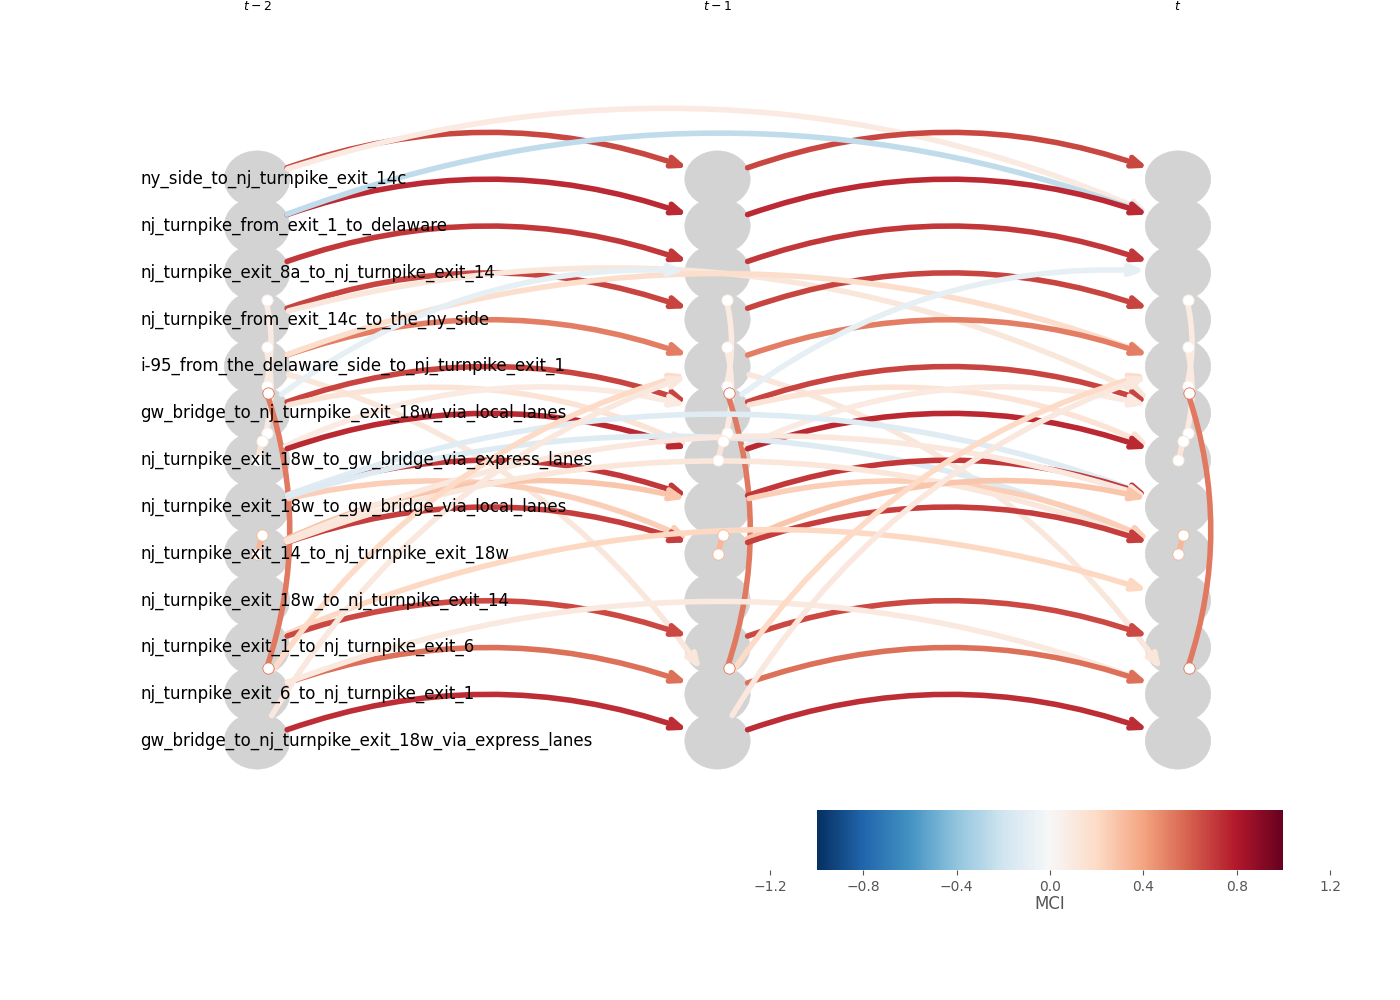 t − 2 t − 1 t
ny_side_to_nj_turnpike_exit_14c
nj_turnpike_from_exit_1_to_delaware
nj_turnpike_exit_8a_to_nj_turnpike_exit_14
nj_turnpike_from_exit_14c_to_the_ny_side
i-95_from_the_delaware_side_to_nj_turnpike_exit_1
gw_bridge_to_nj_turnpike_exit_18w_via_local_lanes
nj_turnpike_exit_18w_to_gw_bridge_via_express_lanes
nj_turnpike_exit_18w_to_gw_bridge_via_local_lanes
nj_turnpike_exit_14_to_nj_turnpike_exit_18w
nj_turnpike_exit_18w_to_nj_turnpike_exit_14
nj_turnpike_exit_1_to_nj_turnpike_exit_6
nj_turnpike_exit_6_to_nj_turnpike_exit_1
gw_bridge_to_nj_turnpike_exit_18w_via_express_lanes
−1.2 −0.8 −0.4 0.0 0.4 0.8 1.2
MCI